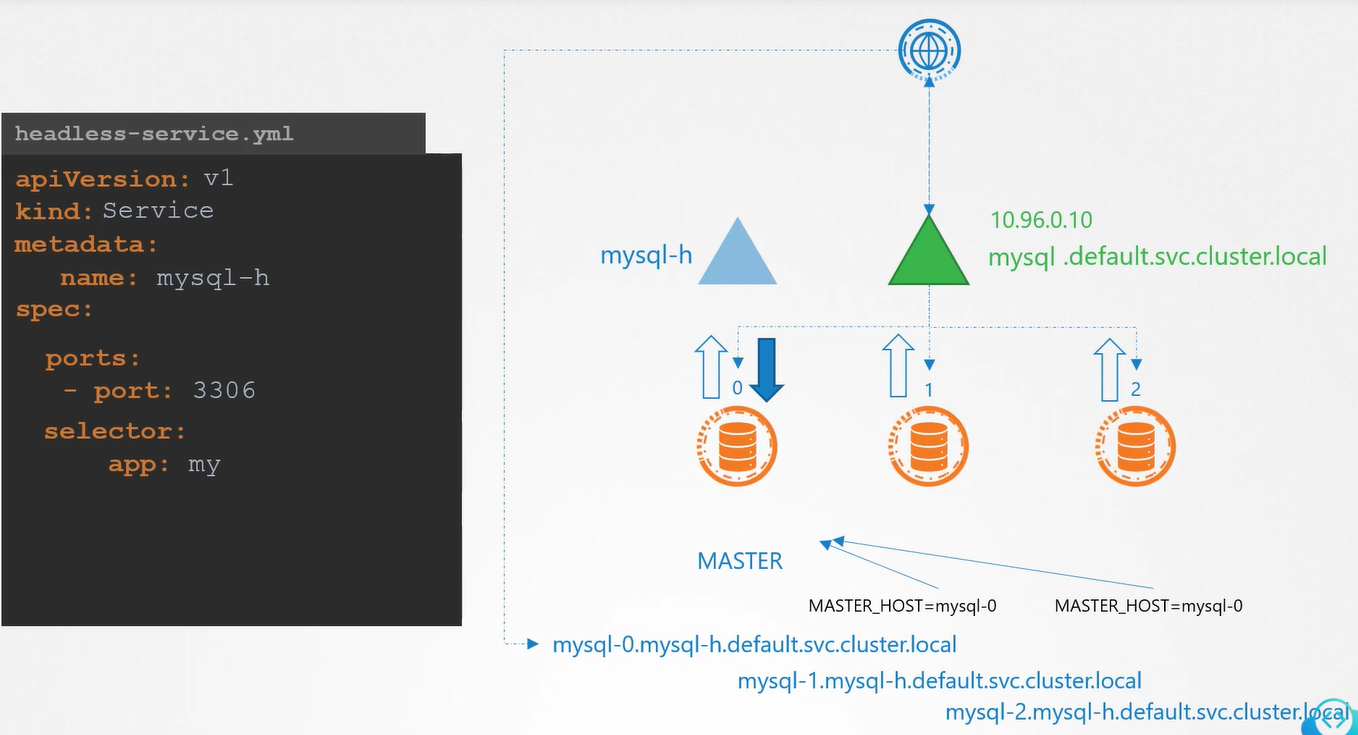 headless-service.yml
apiVersion: v1
kind: Service
metadata:
name: mysql-h
spec:
ports:
- port: 3306
selector:
app: my
mysql-h
10.96.0.10
mysql .default.svc.cluster.local
0
1
2
MASTER
MASTER_HOST=mysql-0
MASTER_HOST=mysql-0
mysql-0.mysql-h.default.svc.cluster.local
mysql-1.mysql-h.default.svc.cluster.local
mysql-2.mysql-h.default.svc.cluster.local